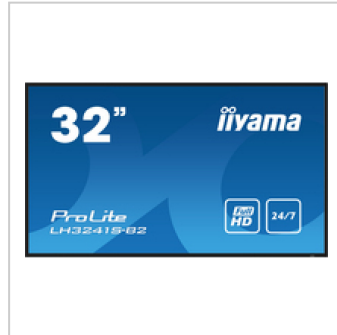 32”
iiyama
ProLite
LH3241S-B2
Full
HD
24/7